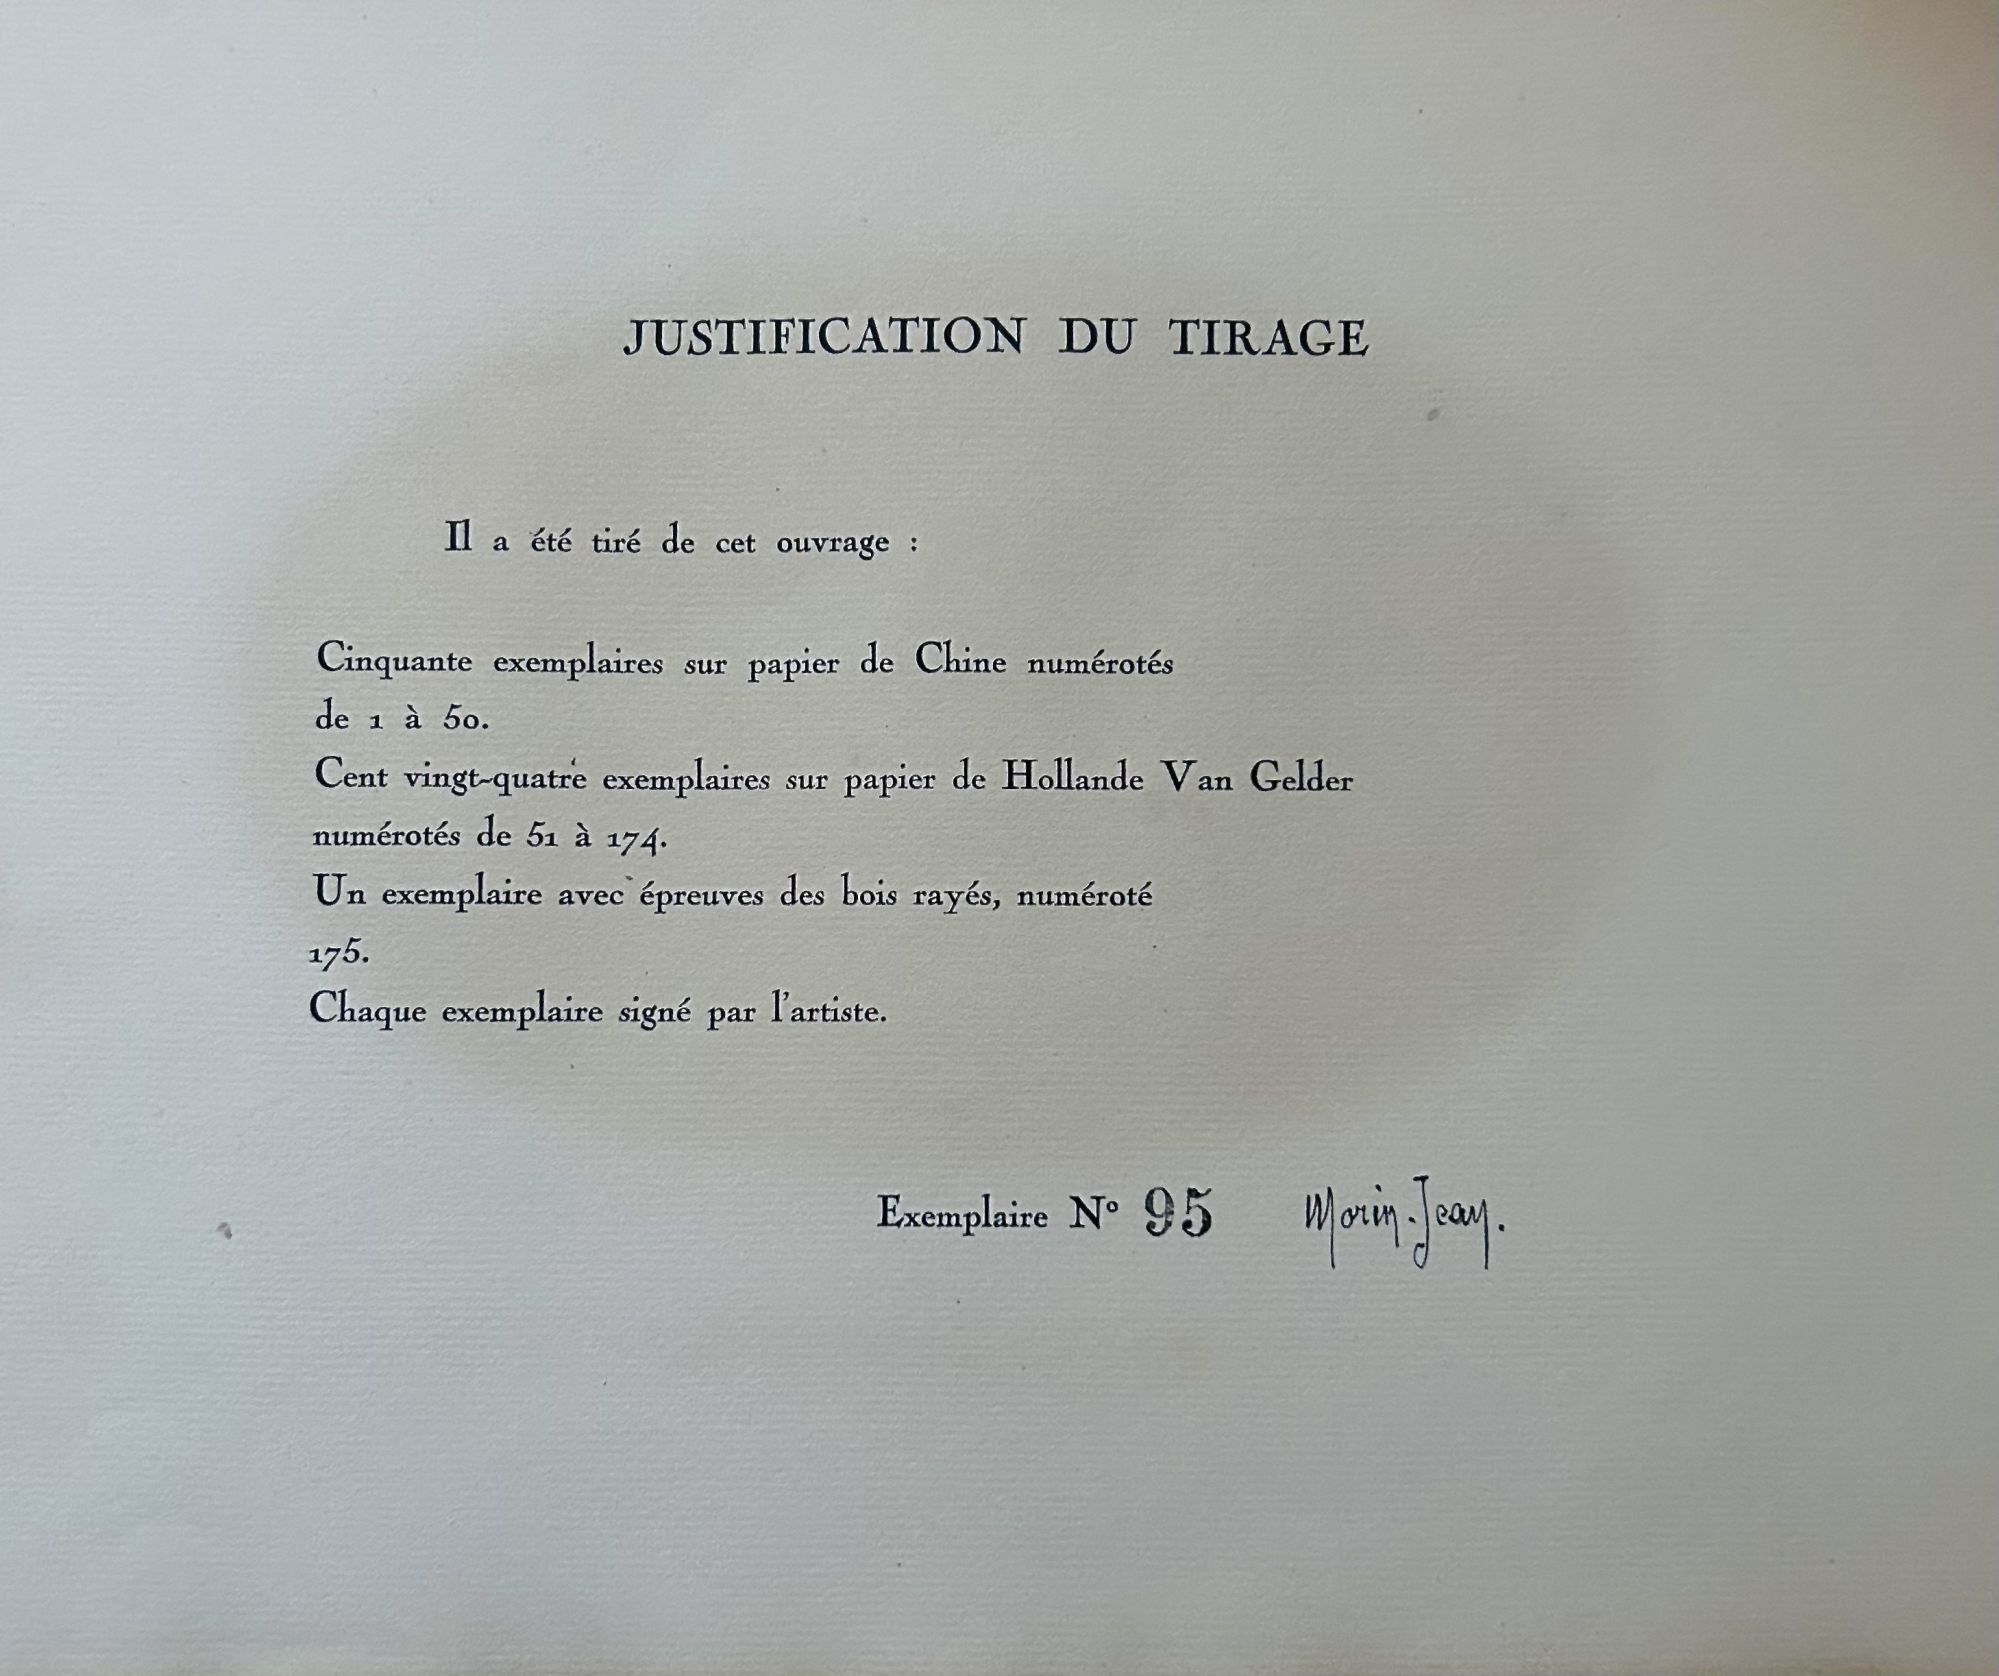 JUSTIFICATION DU TIRAGE
Il a été tiré de cet ouvrage :
Cinquante exemplaires sur papier de Chine numérotés
de 1 à 50.
Cent vingt-quatre exemplaires sur papier de Hollande Van Gelder
numérotés de 51 à 174.
Un exemplaire avec épreuves des bois rayés, numéroté
175.
Chaque exemplaire signé par l'artiste.
Exemplaire Nº 95 Morin-Jean.